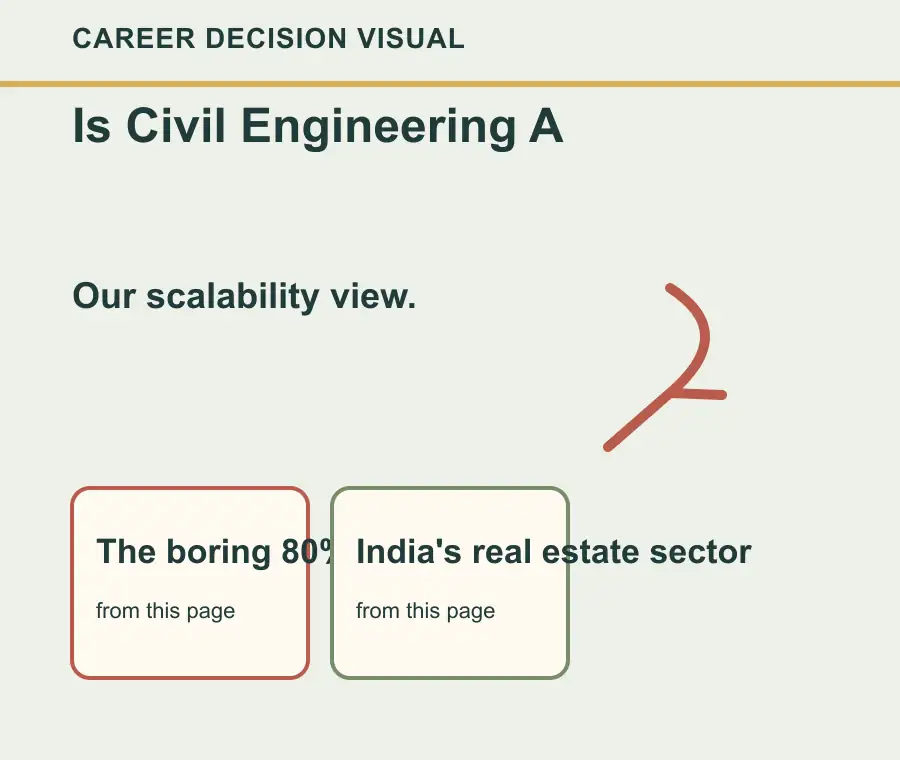 CAREER DECISION VISUAL
Is Civil Engineering A
Our scalability view.
The boring 80%
India's real estate sector
from this page
from this page